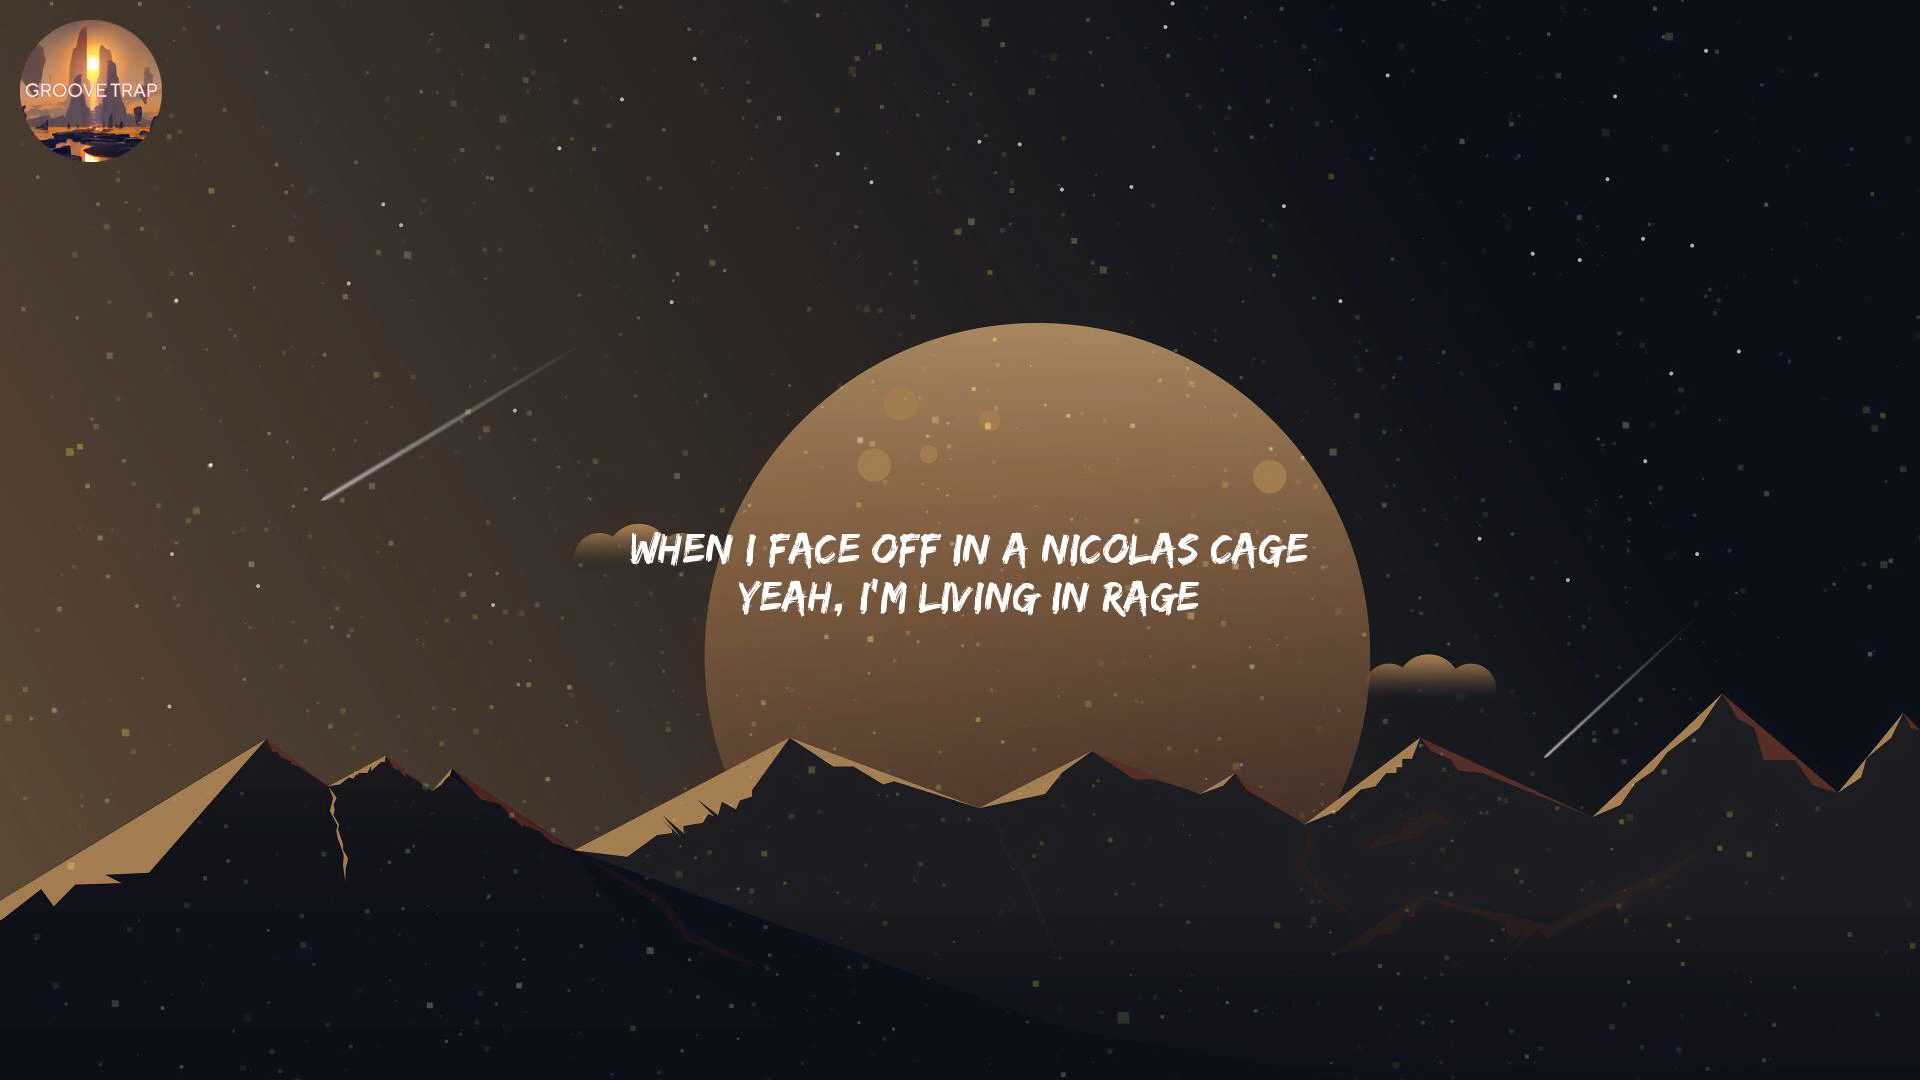 GROOVE TRAP
WHEN I FACE OFF IN A NICOLAS CAGE
YEAH, I'M LIVING IN RAGE